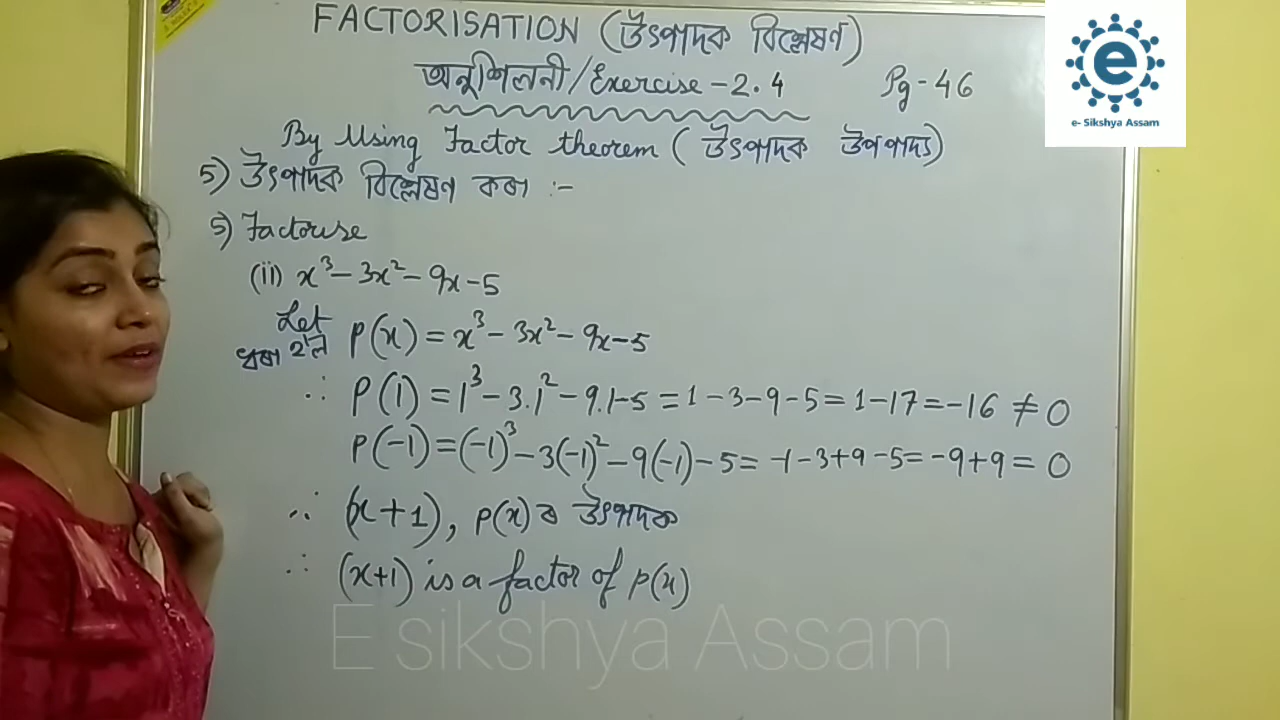 FACTORISATION (উৎপাদক বিশ্লেষণ)
অনুশিলনী/Exercise-2.4 Pg-46
By Using Factor theorem (উৎপাদক উপপাদ্য)
5) উৎপাদক বিশ্লেষণ কৰা :-
5) Factorise
(ii) x³-3x²-9x-5
Let
ধৰা হ'ল P(x) = x³-3x²-9x-5
∴ P(1) = 1³-3.1²-9.1-5 = 1-3-9-5 = 1-17 = -16 ≠ 0
P(-1) = (-1)³-3(-1)²-9(-1)-5 = -1-3+9-5 = -9+9 = 0
∴ (x+1), P(x)ৰ উৎপাদক
∴ (x+1) is a factor of p(x)
E sikshya Assam
e
e- Sikshya Assam